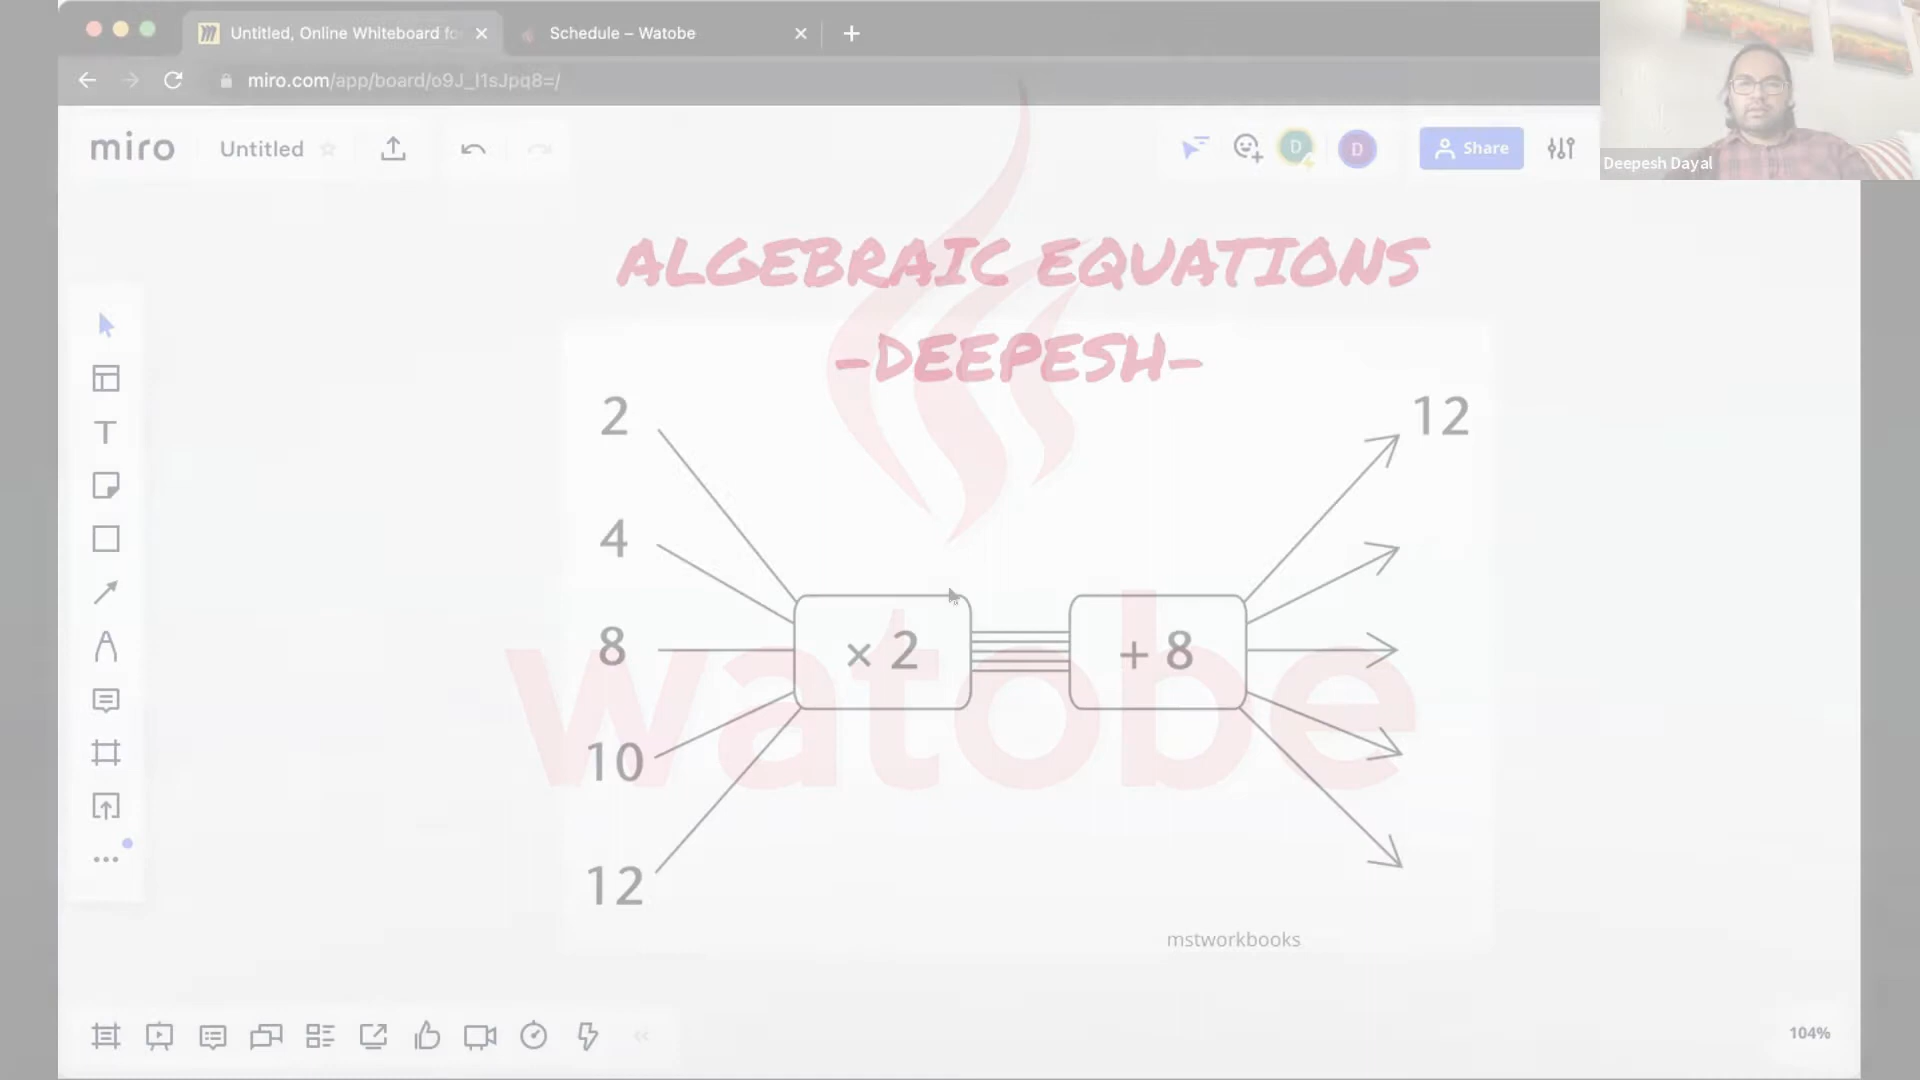 Untitled, Online Whiteboard fo
Schedule – Watobe
miro.com/app/board/o9J_l1sJpq8=/
miro
Untitled
D
D
Share
Deepesh Dayal
ALGEBRAIC EQUATIONS
-DEEPESH-
2
12
4
8
× 2
+ 8
watobe
10
12
mstworkbooks
104%